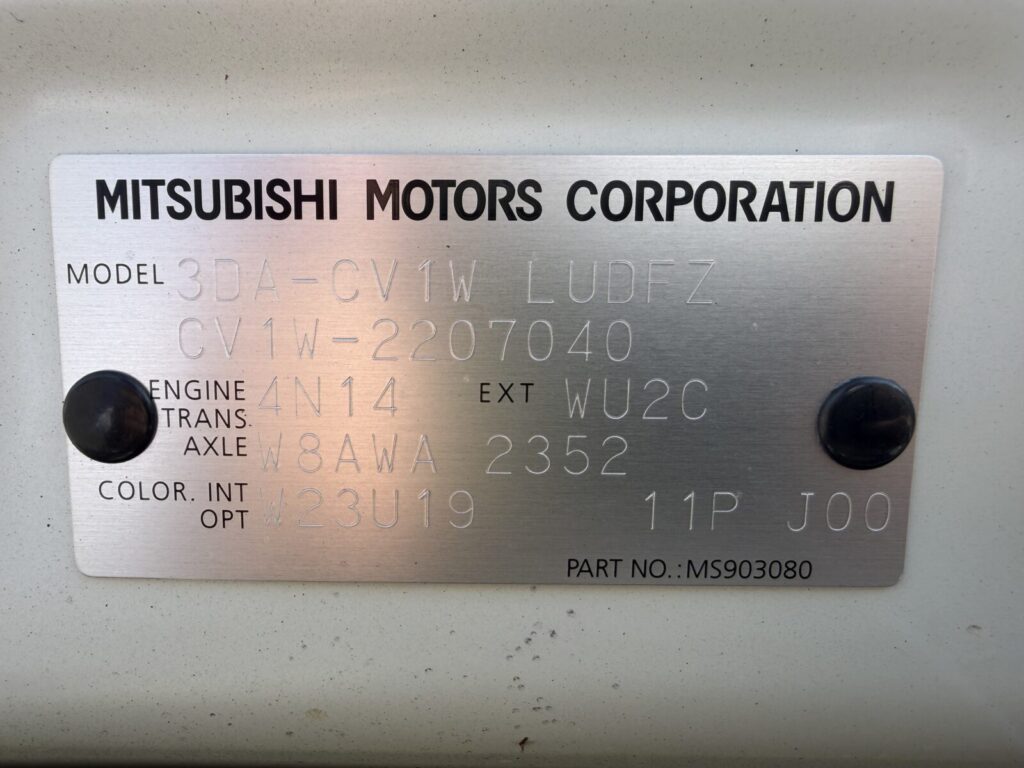 MITSUBISHI MOTORS CORPORATION
MODEL 3DA-CV1W LUDFZ
CV1W-2207040
ENGINE 4N14 EXT WU2C
TRANS.
AXLE W8AWA 2352
COLOR. INT
OPT W23U19 11P J00
PART NO.:MS903080